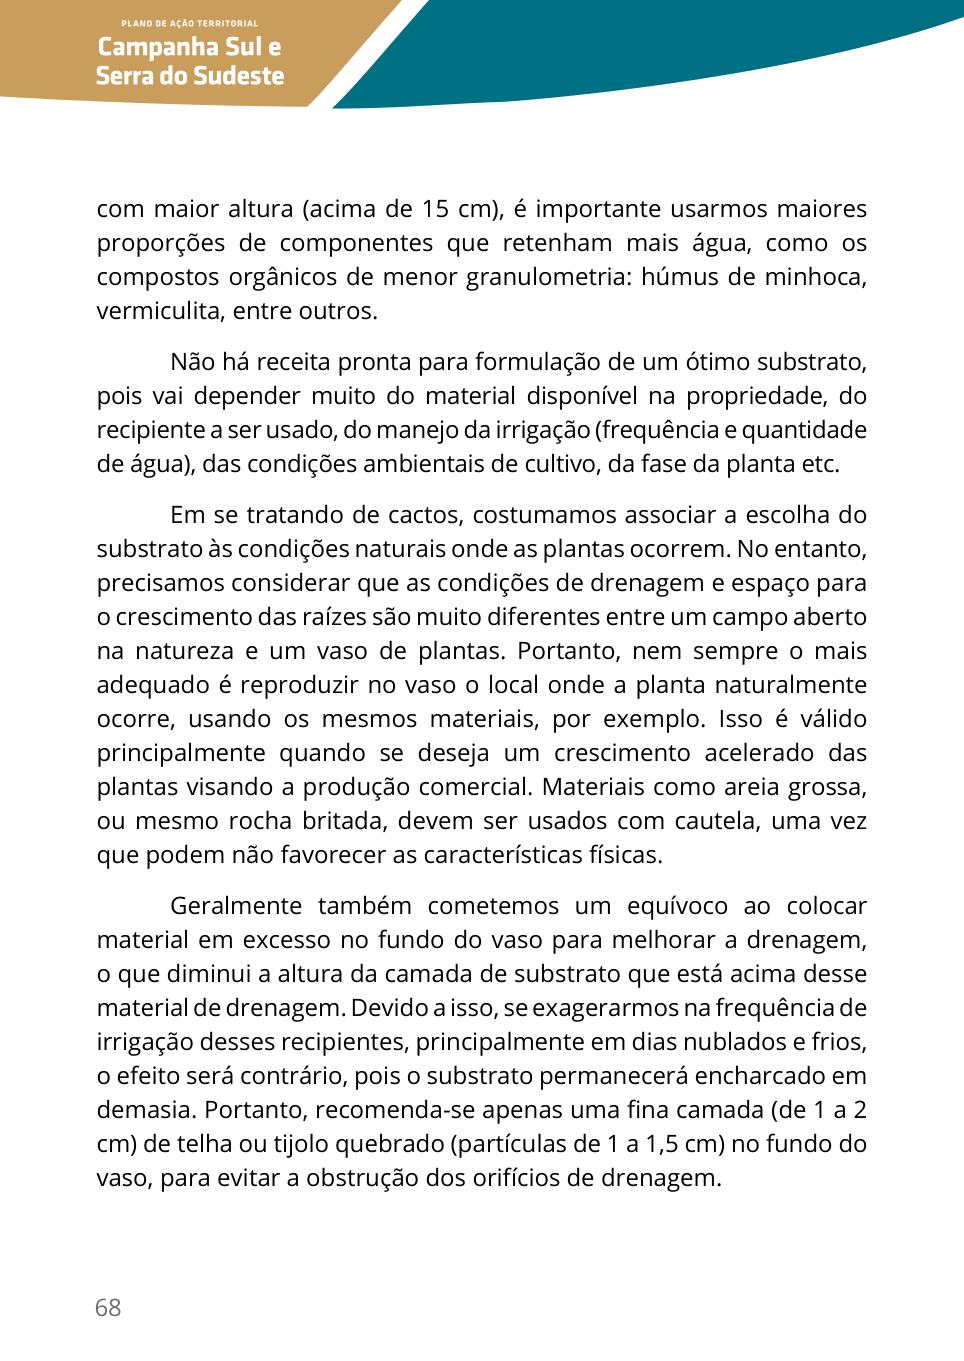 PLANO DE AÇÃO TERRITORIAL
Campanha Sul e
Serra do Sudeste
com maior altura (acima de 15 cm), é importante usarmos maiores
proporções de componentes que retenham mais água, como os
compostos orgânicos de menor granulometria: húmus de minhoca,
vermiculita, entre outros.
Não há receita pronta para formulação de um ótimo substrato,
pois vai depender muito do material disponível na propriedade, do
recipiente a ser usado, do manejo da irrigação (frequência e quantidade
de água), das condições ambientais de cultivo, da fase da planta etc.
Em se tratando de cactos, costumamos associar a escolha do
substrato às condições naturais onde as plantas ocorrem. No entanto,
precisamos considerar que as condições de drenagem e espaço para
o crescimento das raízes são muito diferentes entre um campo aberto
na natureza e um vaso de plantas. Portanto, nem sempre o mais
adequado é reproduzir no vaso o local onde a planta naturalmente
ocorre, usando os mesmos materiais, por exemplo. Isso é válido
principalmente quando se deseja um crescimento acelerado das
plantas visando a produção comercial. Materiais como areia grossa,
ou mesmo rocha britada, devem ser usados com cautela, uma vez
que podem não favorecer as características físicas.
Geralmente também cometemos um equívoco ao colocar
material em excesso no fundo do vaso para melhorar a drenagem,
o que diminui a altura da camada de substrato que está acima desse
material de drenagem. Devido a isso, se exagerarmos na frequência de
irrigação desses recipientes, principalmente em dias nublados e frios,
o efeito será contrário, pois o substrato permanecerá encharcado em
demasia. Portanto, recomenda-se apenas uma fina camada (de 1 a 2
cm) de telha ou tijolo quebrado (partículas de 1 a 1,5 cm) no fundo do
vaso, para evitar a obstrução dos orifícios de drenagem.
68